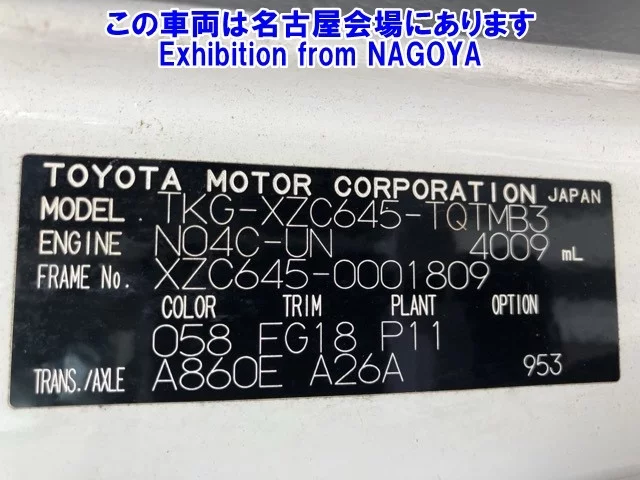 この車両は名古屋会場にあります
Exhibition from NAGOYA
TOYOTA MOTOR CORPORATION JAPAN
MODEL TKG-XZC645-TQTMB3
ENGINE N04C-UN 4009 mL
FRAME No. XZC645-0001809
COLOR TRIM PLANT OPTION
058 EG18 P11
TRANS./AXLE A860E A26A 953